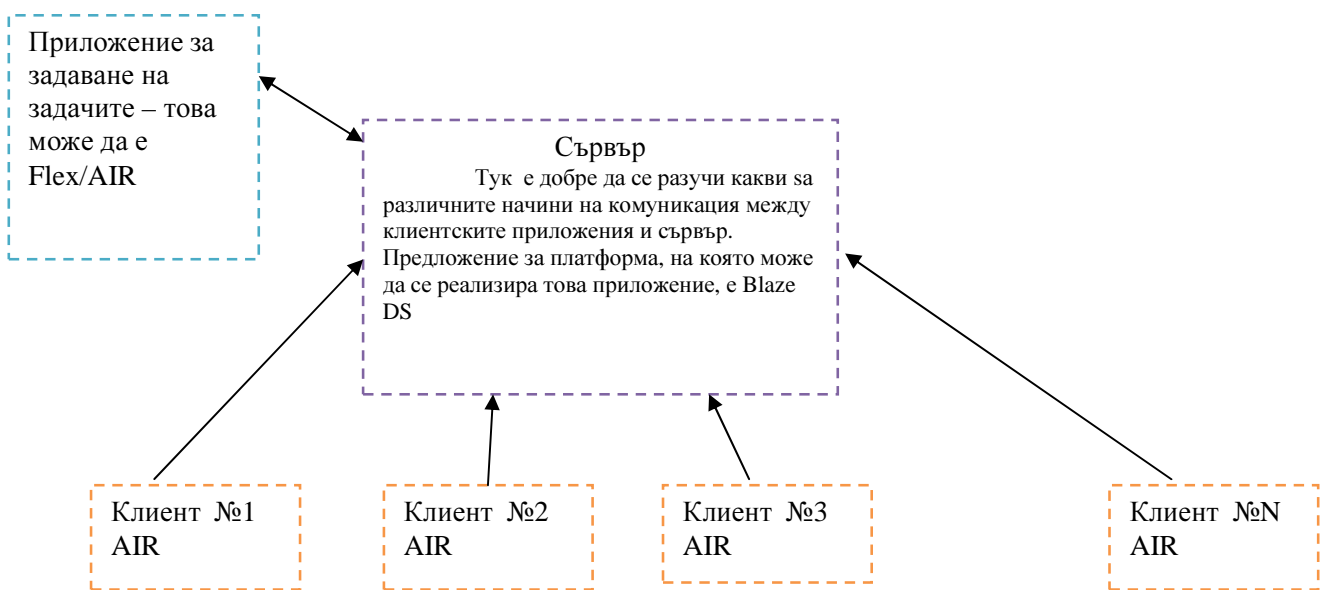 Приложение за
задаване на
задачите – това
може да е
Flex/AIR
Сървър
Тук е добре да се разучи какви sa
различните начини на комуникация между
клиентските приложения и сървър.
Предложение за платформа, на която може
да се реализира това приложение, е Blaze
DS
Клиент №1
AIR
Клиент №2
AIR
Клиент №3
AIR
Клиент №N
AIR